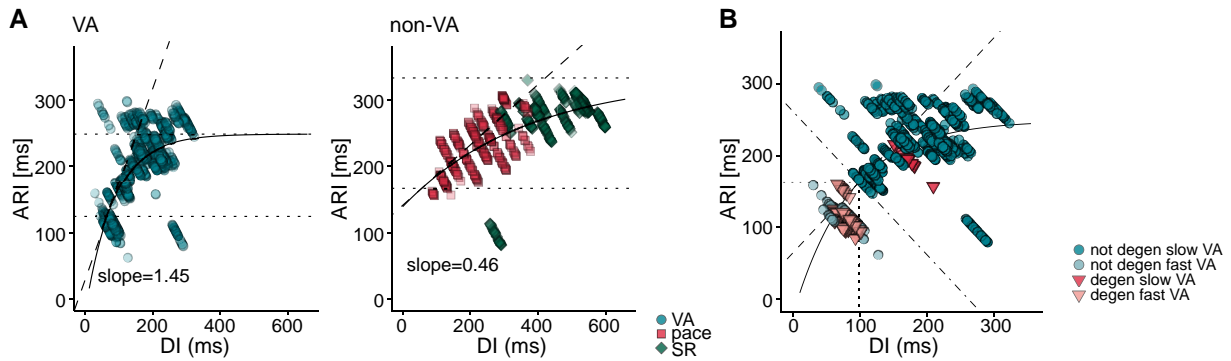 A
VA
non-VA
B
ARI [ms]
300
200
100
0
slope=1.45
0
200
400
600
DI (ms)
ARI [ms]
300
200
100
0
slope=0.46
0
200
400
600
DI (ms)
VA
pace
SR
ARI [ms]
300
200
100
0
0
100
200
300
DI (ms)
not degen slow VA
not degen fast VA
degen slow VA
degen fast VA